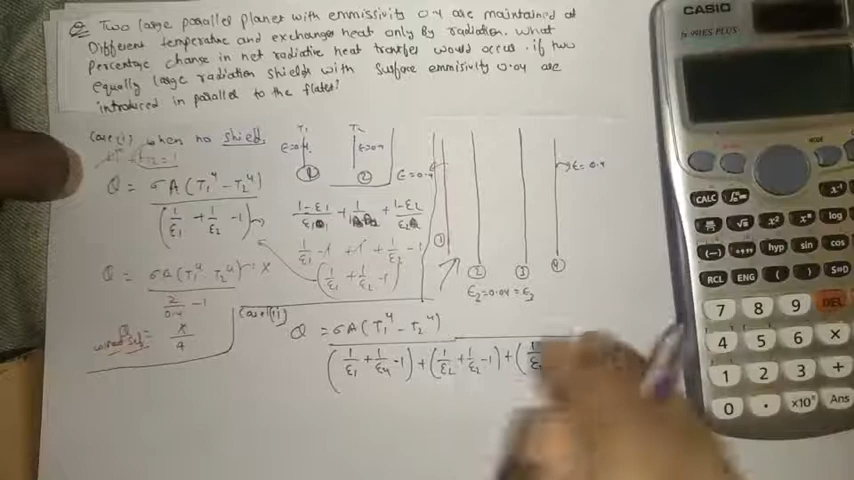 Q Two large parallel planes with emmissivity 0.4 are maintained at
Different temperature and exchanges heat only By radiation. What
percentage change in net radiative heat transfer would occur if two
equally large radiation shields with Surface emmisivity 0.04 are
introduced in parallel to the plates?
Case(i) when no shield
Q = σA(T₁⁴ - T₂⁴)
(1/ε₁ + 1/ε₂ - 1)
Q = σA(T₁⁴ - T₂⁴) → x
2/0.4 - 1
= x/4
T₁ T₂
ε=0.4 ε=0.4
① ②
1/ε₁ - 1 + 1 + 1/ε₂ - 1
(1/ε₁ + 1/ε₂ - 1)
ε=0.4
ε=0.4
① ② ③ ④
ε₂=0.04=ε₃
Case(ii)
Q = σA(T₁⁴ - T₂⁴)
(1/ε₁ + 1/ε₄ - 1) + (1/ε₂ + 1/ε₂ - 1) + (1/ε
CASIO
fx-991ES PLUS
MODE
CALC
x⁻¹
√ x² log
(-) hyp sin cos
RCL ENG ( ) S⇔D
7 8 9 DEL
4 5 6 ×
1 2 3 +
0 . ×10ˣ Ans